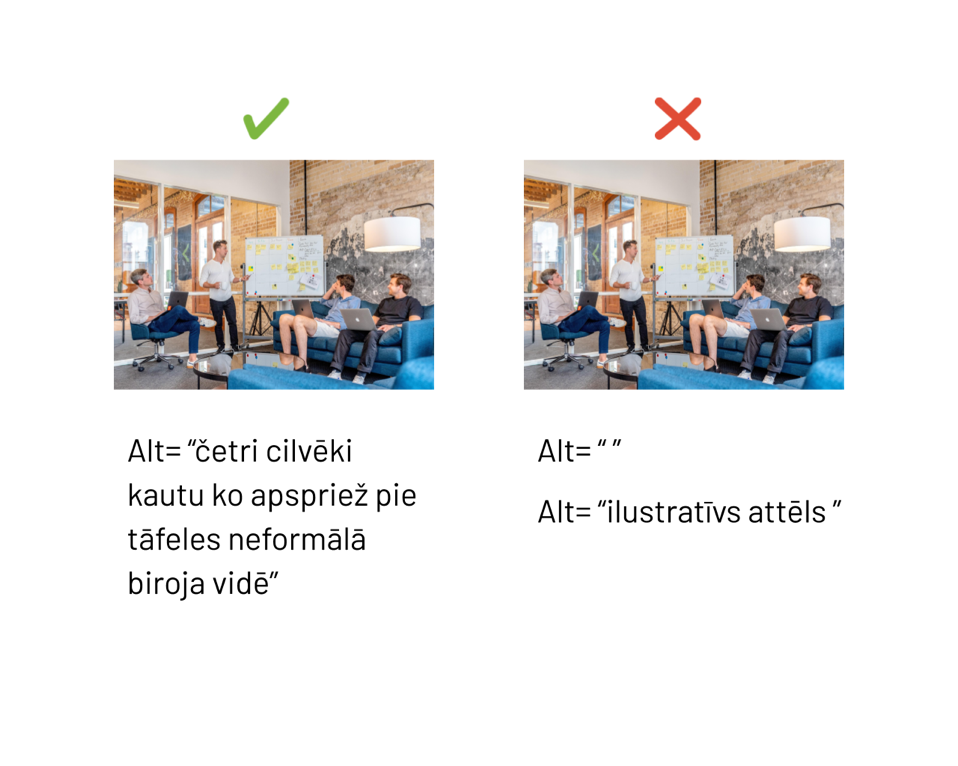 Alt= “četri cilvēki
kautu ko apspriež pie
tāfeles neformālā
biroja vidē”
Alt= “ ”
Alt= “ilustratīvs attēls ”